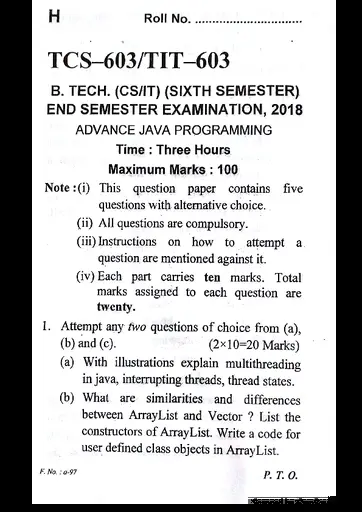 H Roll No. ................................
TCS–603/TIT–603
B. TECH. (CS/IT) (SIXTH SEMESTER)
END SEMESTER EXAMINATION, 2018
ADVANCE JAVA PROGRAMMING
Time : Three Hours
Maximum Marks : 100
Note :(i) This question paper contains five
questions with alternative choice.
(ii) All questions are compulsory.
(iii) Instructions on how to attempt a
question are mentioned against it.
(iv) Each part carries ten marks. Total
marks assigned to each question are
twenty.
1. Attempt any two questions of choice from (a),
(b) and (c). (2×10=20 Marks)
(a) With illustrations explain multithreading
in java, interrupting threads, thread states.
(b) What are similarities and differences
between ArrayList and Vector ? List the
constructors of ArrayList. Write a code for
user defined class objects in ArrayList.
F. No. : a-97 P. T. O.